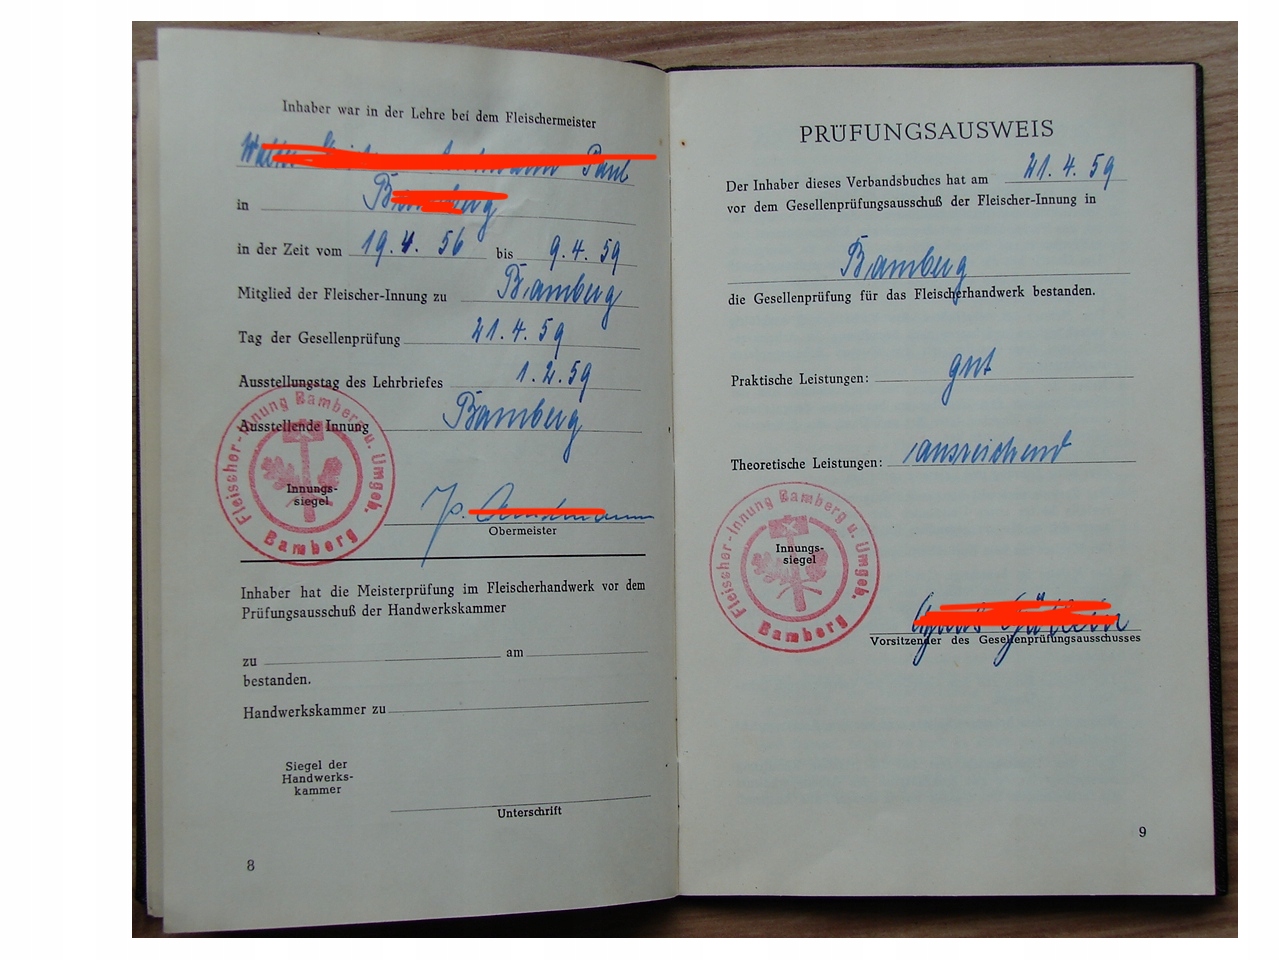 Inhaber war in der Lehre bei dem Fleischermeister
Paul
in
in der Zeit vom 19.4.56 bis 9.4.59
Mitglied der Fleischer-Innung zu Bamberg
Tag der Gesellenprüfung 21.4.59
Ausstellungstag des Lehrbriefes 1.2.59
Ausstellende Innung Bamberg
Fleischer-Innung Bamberg u. Umgeb.
Bamberg
Innungs-
siegel
Obermeister
Inhaber hat die Meisterprüfung im Fleischerhandwerk vor dem
Prüfungsausschuß der Handwerkskammer
zu am
bestanden.
Handwerkskammer zu
Siegel der
Handwerks-
kammer
Unterschrift
8
PRÜFUNGSAUSWEIS
Der Inhaber dieses Verbandsbuches hat am 21.4.59
vor dem Gesellenprüfungsausschuß der Fleischer-Innung in
Bamberg
die Gesellenprüfung für das Fleischerhandwerk bestanden.
Praktische Leistungen: gut
Theoretische Leistungen: ausreichend
Fleischer-Innung Bamberg u. Umgeb.
Bamberg
Innungs-
siegel
Vorsitzender des Gesellenprüfungsausschusses
9